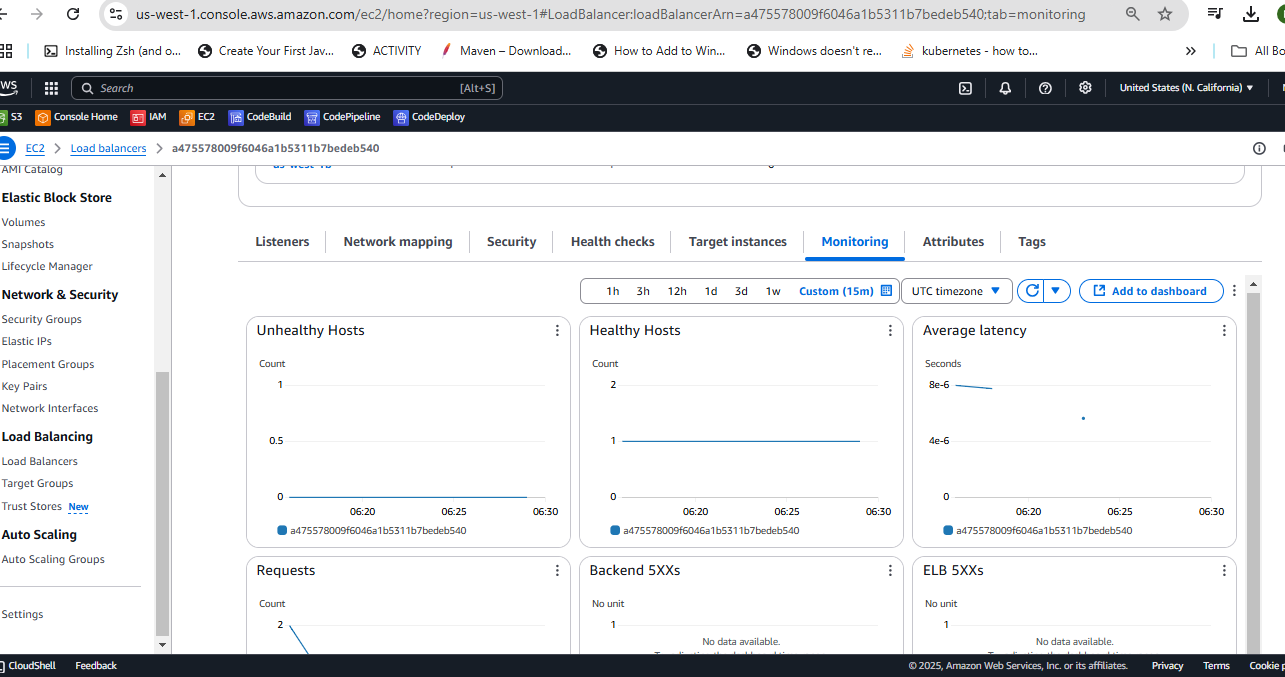 us-west-1.console.aws.amazon.com/ec2/home?region=us-west-1#LoadBalancer:loadBalancerArn=a475578009f6046a1b5311b7bedeb540;tab=monitoring
Installing Zsh (and o... Create Your First Jav... ACTIVITY Maven – Download... How to Add to Win... Windows doesn't re... kubernetes - how to... » All Bo
Search [Alt+S] United States (N. California)
S3 Console Home IAM EC2 CodeBuild CodePipeline CodeDeploy
EC2 > Load balancers > a475578009f6046a1b5311b7bedeb540
AMI Catalog
Elastic Block Store
Volumes
Snapshots
Lifecycle Manager
Network & Security
Security Groups
Elastic IPs
Placement Groups
Key Pairs
Network Interfaces
Load Balancing
Load Balancers
Target Groups
Trust Stores New
Auto Scaling
Auto Scaling Groups
Settings
Listeners Network mapping Security Health checks Target instances Monitoring Attributes Tags
1h 3h 12h 1d 3d 1w Custom (15m) UTC timezone Add to dashboard
Unhealthy Hosts
Count
1
0.5
0
06:20 06:25 06:30
a475578009f6046a1b5311b7bedeb540
Healthy Hosts
Count
2
1
0
06:20 06:25 06:30
a475578009f6046a1b5311b7bedeb540
Average latency
Seconds
8e-6
4e-6
0
06:20 06:25 06:30
a475578009f6046a1b5311b7bedeb540
Requests
Count
2
Backend 5XXs
No unit
1
No data available.
ELB 5XXs
No unit
1
No data available.
CloudShell Feedback © 2025, Amazon Web Services, Inc. or its affiliates. Privacy Terms Cookie p